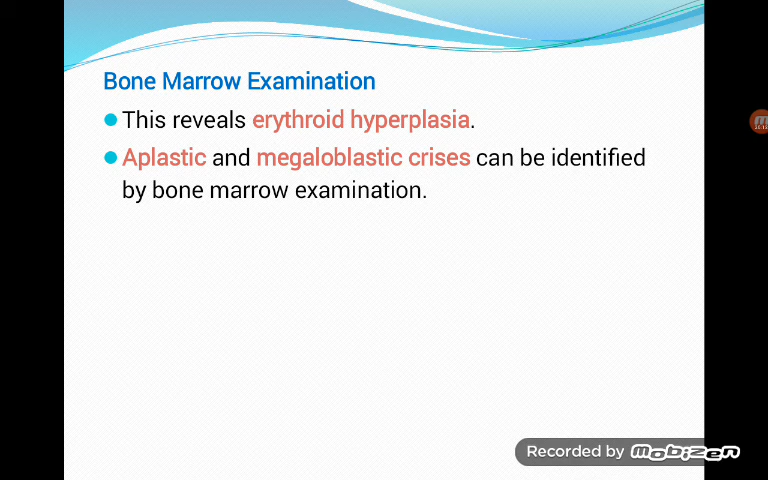 Bone Marrow Examination
This reveals erythroid hyperplasia.
Aplastic and megaloblastic crises can be identified
by bone marrow examination.
Recorded by mobizen